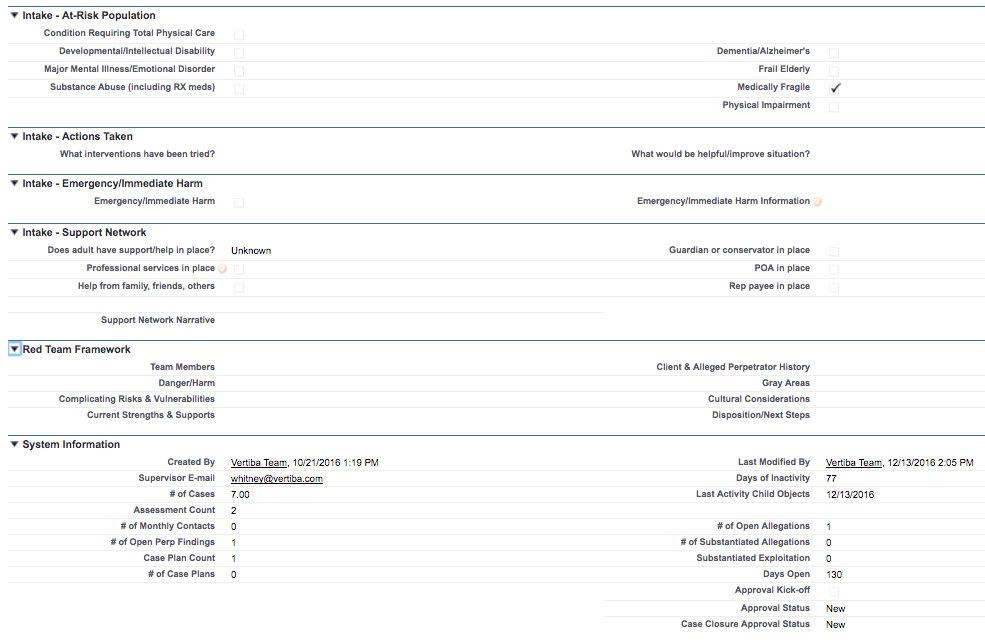 Intake - At-Risk Population
Condition Requiring Total Physical Care
Developmental/Intellectual Disability Dementia/Alzheimer's
Major Mental Illness/Emotional Disorder Frail Elderly
Substance Abuse (including RX meds) Medically Fragile
Physical Impairment
Intake - Actions Taken
What interventions have been tried? What would be helpful/improve situation?
Intake - Emergency/Immediate Harm
Emergency/Immediate Harm Emergency/Immediate Harm Information
Intake - Support Network
Does adult have support/help in place? Unknown Guardian or conservator in place
Professional services in place POA in place
Help from family, friends, others Rep payee in place
Support Network Narrative
Red Team Framework
Team Members Client & Alleged Perpetrator History
Danger/Harm Gray Areas
Complicating Risks & Vulnerabilities Cultural Considerations
Current Strengths & Supports Disposition/Next Steps
System Information
Created By Vertiba Team, 10/21/2016 1:19 PM Last Modified By Vertiba Team, 12/13/2016 2:05 PM
Supervisor E-mail whitney@vertiba.com Days of Inactivity 77
# of Cases 7.00 Last Activity Child Objects 12/13/2016
Assessment Count 2
# of Monthly Contacts 0 # of Open Allegations 1
# of Open Perp Findings 1 # of Substantiated Allegations 0
Case Plan Count 1 Substantiated Exploitation 0
# of Case Plans 0 Days Open 130
Approval Kick-off
Approval Status New
Case Closure Approval Status New